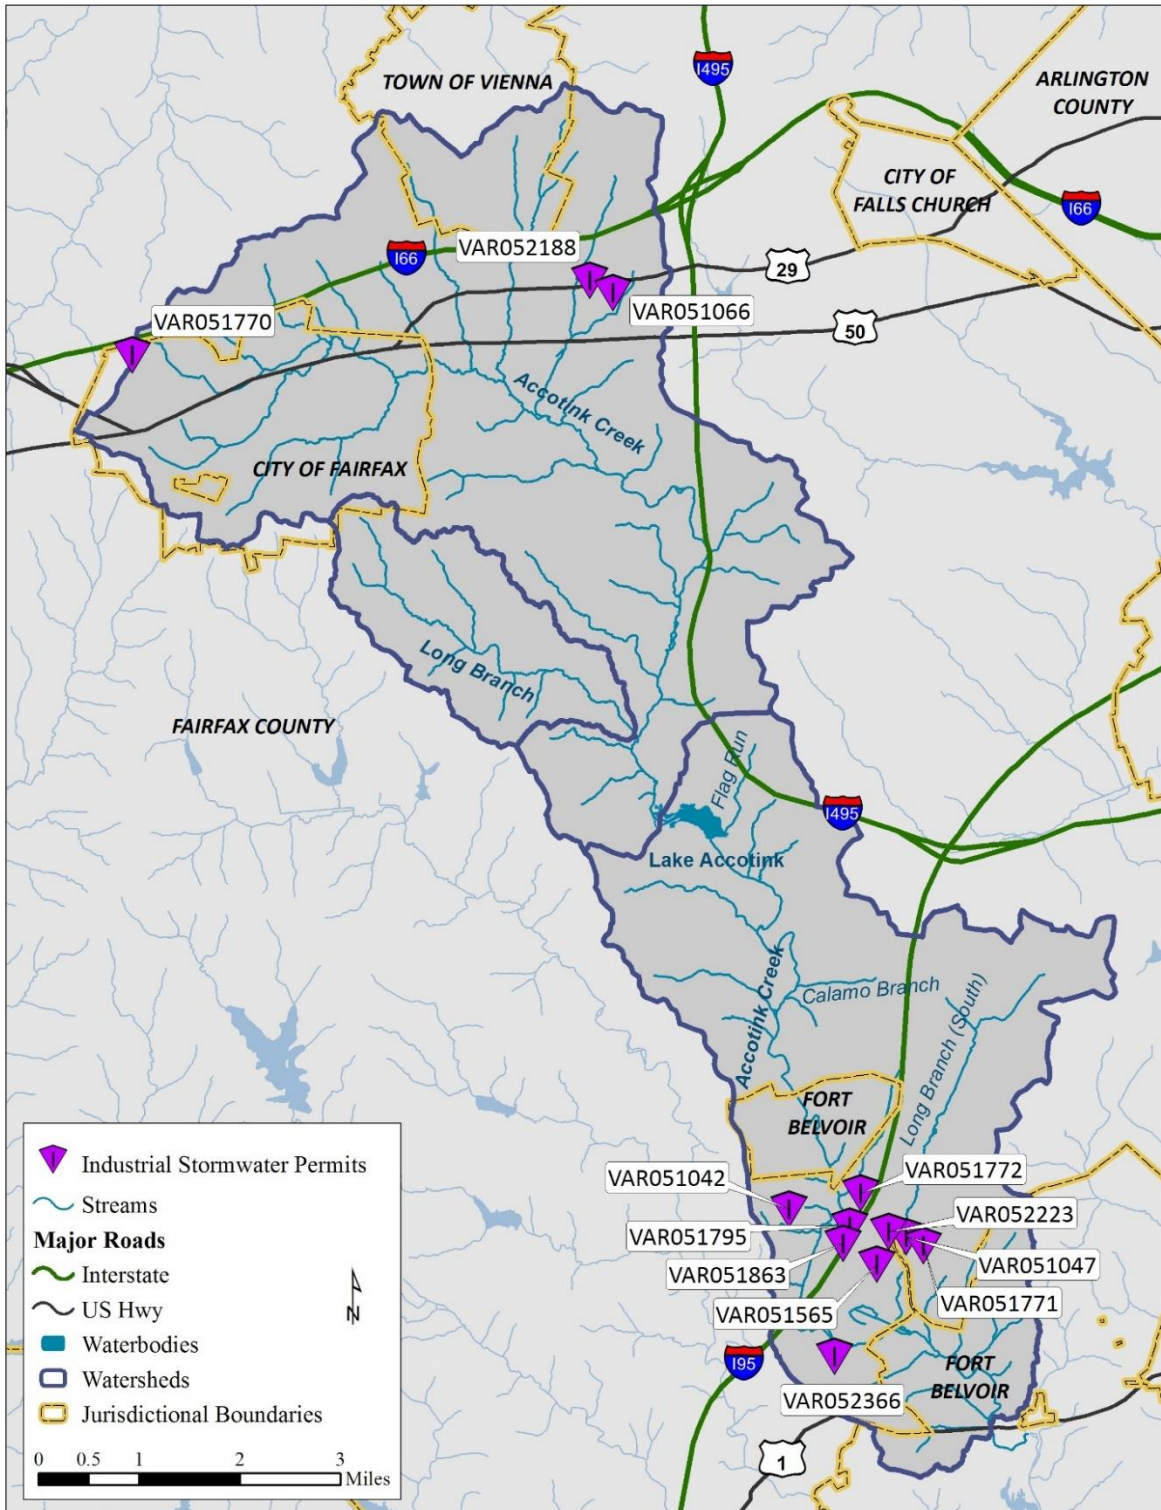 I495
TOWN OF VIENNA
ARLINGTON
COUNTY
CITY OF
FALLS CHURCH
I66
VAR052188
I66
29
VAR051770
VAR051066
50
Accotink Creek
CITY OF FAIRFAX
Long Branch
FAIRFAX COUNTY
Flag Run
I495
Lake Accotink
Accotink Creek
Calamo Branch
Long Branch (South)
FORT
BELVOIR
VAR051042
VAR051772
VAR051795
VAR052223
VAR051863
VAR051047
VAR051565
VAR051771
I95
FORT
BELVOIR
VAR052366
1
Industrial Stormwater Permits
Streams
Major Roads
Interstate
US Hwy
N
Waterbodies
Watersheds
Jurisdictional Boundaries
0 0.5 1 2 3
Miles